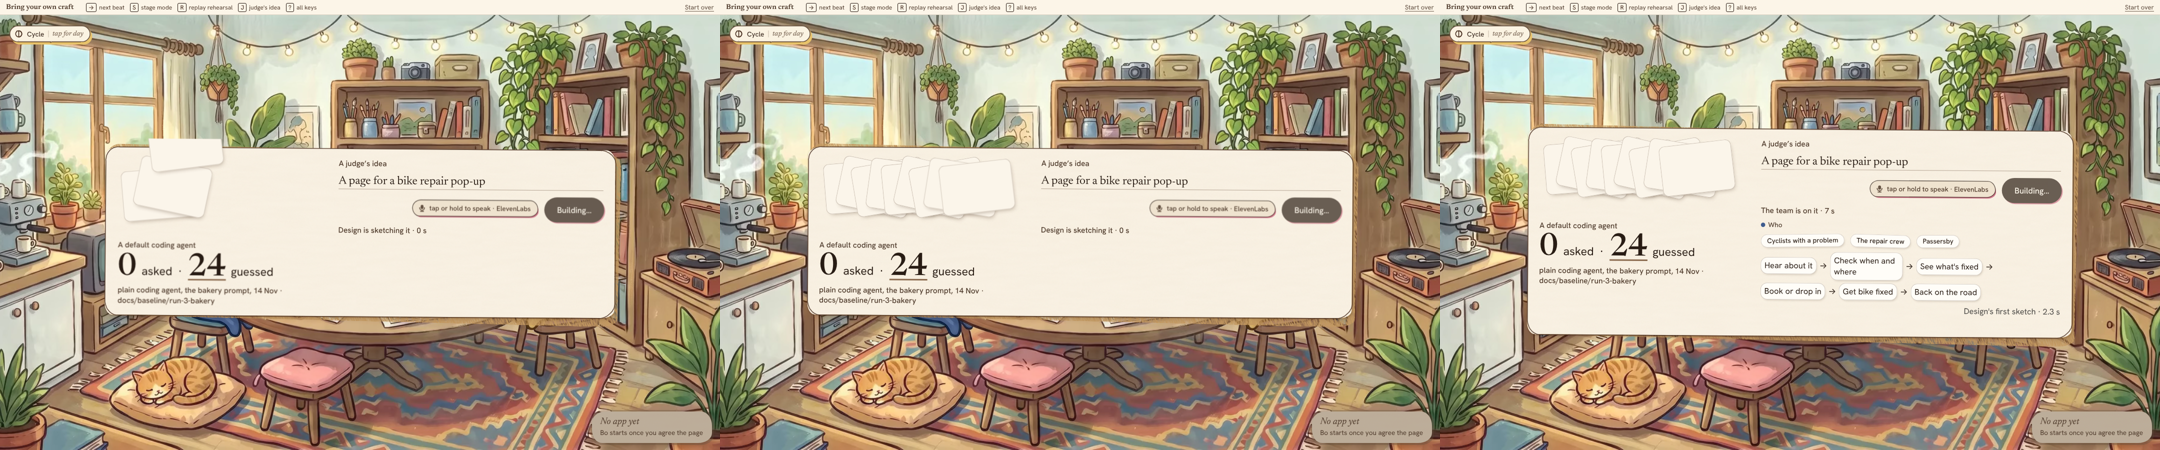 Bring your own craft → next beat S stage mode R replay rehearsal J judge's idea ? all keys Start over
Cycle | tap for day
A judge's idea
A page for a bike repair pop-up
tap or hold to speak · ElevenLabs Building...
Design is sketching it · 0 s
A default coding agent
0 asked · 24 guessed
plain coding agent, the bakery prompt, 14 Nov ·
docs/baseline/run-3-bakery
No app yet
Bo starts once you agree the page
Bring your own craft → next beat S stage mode R replay rehearsal J judge's idea ? all keys Start over
Cycle | tap for day
A judge's idea
A page for a bike repair pop-up
tap or hold to speak · ElevenLabs Building...
Design is sketching it · 0 s
A default coding agent
0 asked · 24 guessed
plain coding agent, the bakery prompt, 14 Nov ·
docs/baseline/run-3-bakery
No app yet
Bo starts once you agree the page
Bring your own craft → next beat S stage mode R replay rehearsal J judge's idea ? all keys Start over
Cycle | tap for day
A judge's idea
A page for a bike repair pop-up
tap or hold to speak · ElevenLabs Building...
The team is on it · 7 s
Who
Cyclists with a problem The repair crew Passersby
Hear about it → Check when and where → See what's fixed →
Book or drop in → Get bike fixed → Back on the road
Design's first sketch · 2.3 s
A default coding agent
0 asked · 24 guessed
plain coding agent, the bakery prompt, 14 Nov ·
docs/baseline/run-3-bakery
No app yet
Bo starts once you agree the page